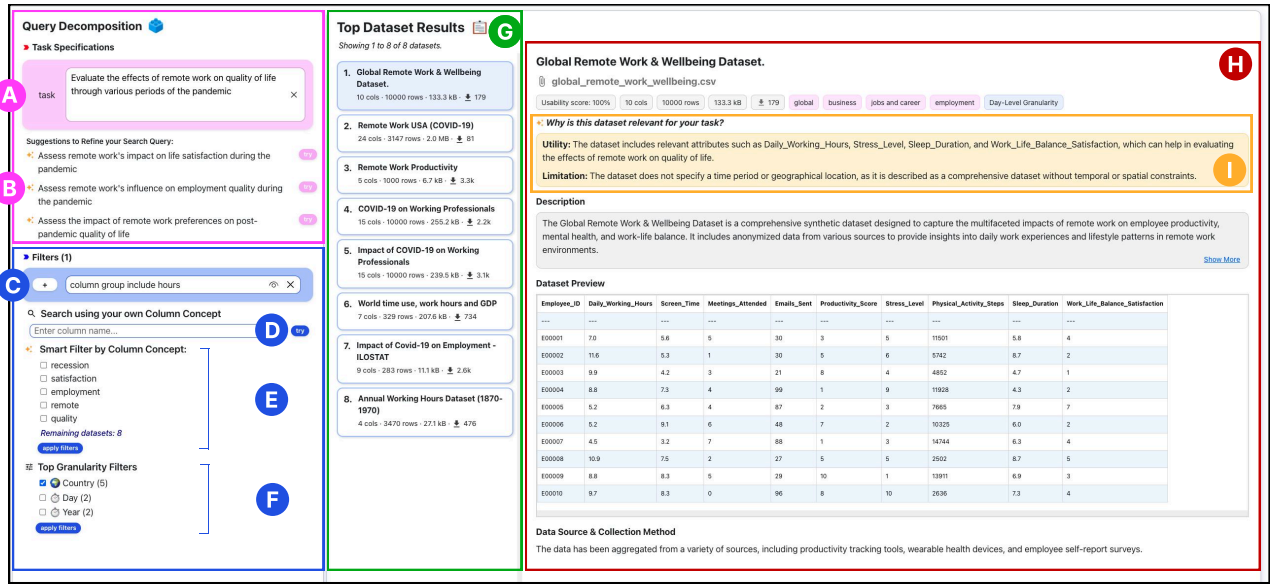 Query Decomposition
Task Specifications
A
task
Evaluate the effects of remote work on quality of life
through various periods of the pandemic
×
Suggestions to Refine your Search Query:
Assess remote work's impact on life satisfaction during the
pandemic
try
B
Assess remote work's influence on employment quality during
the pandemic
try
Assess the impact of remote work preferences on post-
pandemic quality of life
try
Filters (1)
C
+
column group include hours
×
Search using your own Column Concept
Enter column name...
D
try
Smart Filter by Column Concept:
recession
satisfaction
employment
remote
quality
E
Remaining datasets: 8
apply filters
Top Granularity Filters
Country (5)
Day (2)
Year (2)
F
apply filters
Top Dataset Results
G
Showing 1 to 8 of 8 datasets.
1. Global Remote Work & Wellbeing
Dataset.
10 cols · 10000 rows · 133.3 kB · 179
2. Remote Work USA (COVID-19)
24 cols · 3147 rows · 2.0 MB · 81
3. Remote Work Productivity
5 cols · 1000 rows · 6.7 kB · 3.3k
4. COVID-19 on Working Professionals
15 cols · 10000 rows · 255.2 kB · 2.2k
5. Impact of COVID-19 on Working
Professionals
15 cols · 10000 rows · 239.5 kB · 3.1k
6. World time use, work hours and GDP
7 cols · 329 rows · 207.6 kB · 734
7. Impact of Covid-19 on Employment -
ILOSTAT
9 cols · 283 rows · 11.1 kB · 2.6k
8. Annual Working Hours Dataset (1870-
1970)
4 cols · 3470 rows · 27.1 kB · 476
H
Global Remote Work & Wellbeing Dataset.
global_remote_work_wellbeing.csv
Usability score: 100% 10 cols 10000 rows 133.3 kB 179 global business jobs and career employment Day-Level Granularity
Why is this dataset relevant for your task?
Utility: The dataset includes relevant attributes such as Daily_Working_Hours, Stress_Level, Sleep_Duration, and Work_Life_Balance_Satisfaction, which can help in evaluating
the effects of remote work on quality of life.
Limitation: The dataset does not specify a time period or geographical location, as it is described as a comprehensive dataset without temporal or spatial constraints.
I
Description
The Global Remote Work & Wellbeing Dataset is a comprehensive synthetic dataset designed to capture the multifaceted impacts of remote work on employee productivity,
mental health, and work-life balance. It includes anonymized data from various sources to provide insights into daily work experiences and lifestyle patterns in remote work
environments.
Show More
Dataset Preview
Employee_ID Daily_Working_Hours Screen_Time Meetings_Attended Emails_Sent Productivity_Score Stress_Level Physical_Activity_Steps Sleep_Duration Work_Life_Balance_Satisfaction
--- --- --- --- --- --- --- --- --- ---
E00001 7.0 5.6 5 30 3 5 11501 5.8 4
E00002 11.6 5.3 1 30 5 6 5742 8.7 2
E00003 9.9 4.2 3 21 8 4 4852 4.7 1
E00004 8.8 7.3 4 99 1 9 11928 4.3 2
E00005 5.2 6.3 4 87 2 3 7665 7.9 7
E00006 5.2 9.1 6 48 7 2 10325 6.0 2
E00007 4.5 3.2 7 88 1 3 14744 6.3 4
E00008 10.9 7.5 2 27 5 5 2502 8.7 5
E00009 8.8 8.3 5 29 10 1 13911 6.9 3
E00010 9.7 8.3 0 96 8 10 2636 7.3 4
Data Source & Collection Method
The data has been aggregated from a variety of sources, including productivity tracking tools, wearable health devices, and employee self-report surveys.